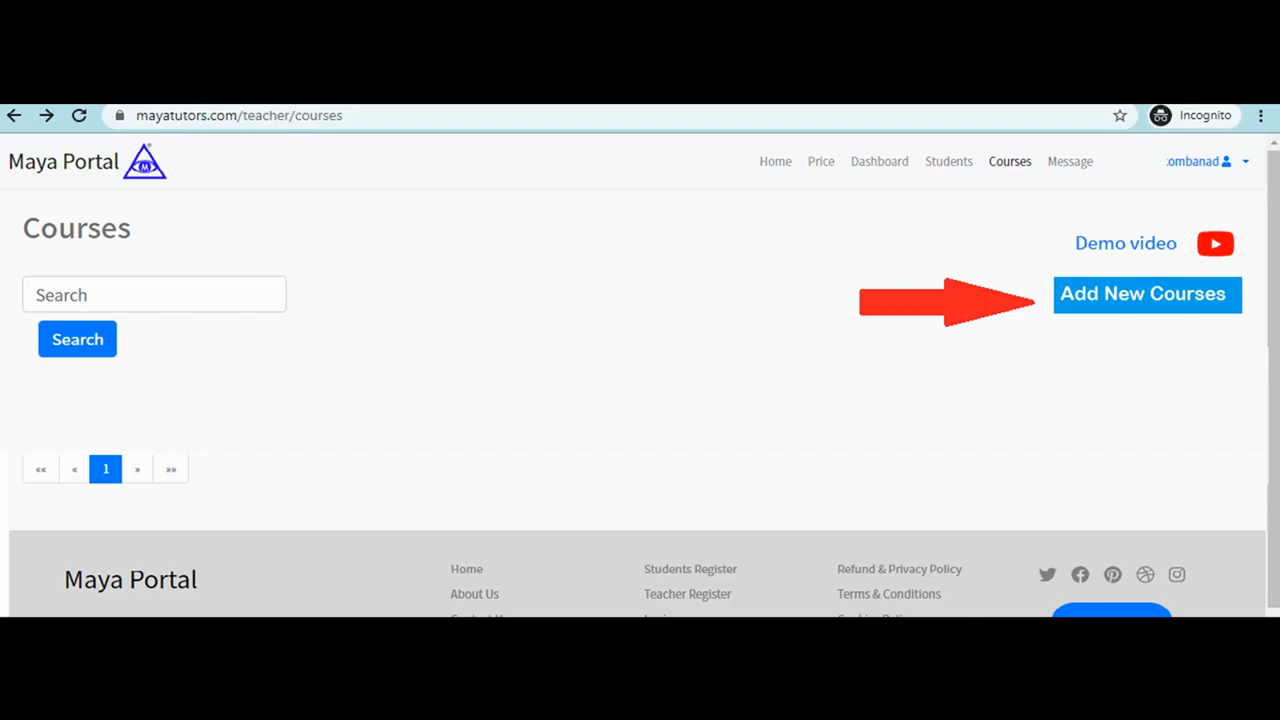 mayatutors.com/teacher/courses
Incognito
Maya Portal
M
Home Price Dashboard Students Courses Message
ombanad
Courses
Demo video
Search
Add New Courses
Search
«« « 1 » »»
Maya Portal
Home
About Us
Students Register
Teacher Register
Refund & Privacy Policy
Terms & Conditions